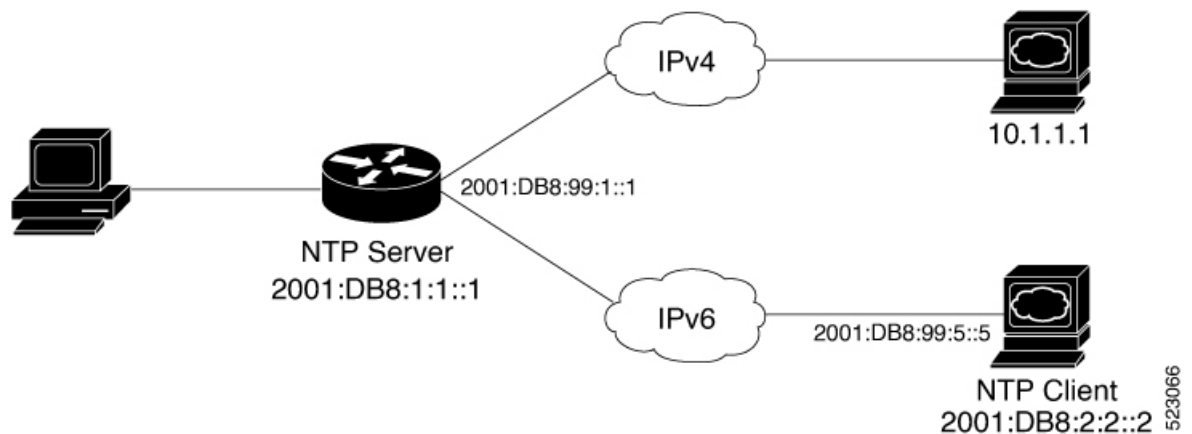 IPv4
10.1.1.1
2001:DB8:99:1::1
NTP Server
2001:DB8:1:1::1
IPv6
2001:DB8:99:5::5
NTP Client
2001:DB8:2:2::2
523066